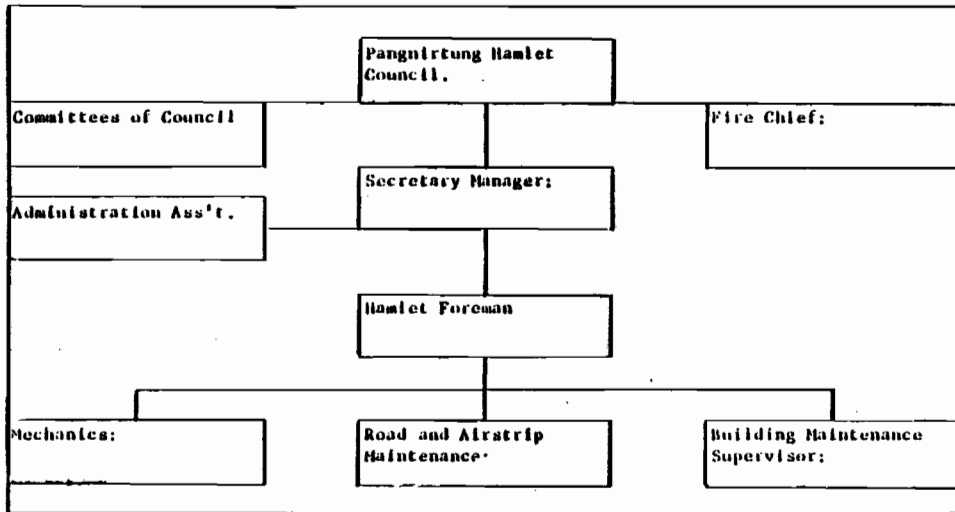 Pangnirtung Hamlet
Council.
Committees of Council
Fire Chief:
Secretary Manager:
Administration Ass't.
Hamlet Foreman
Mechanics:
Road and Airstrip
Maintenance·
Building Maintenance
Supervisor: